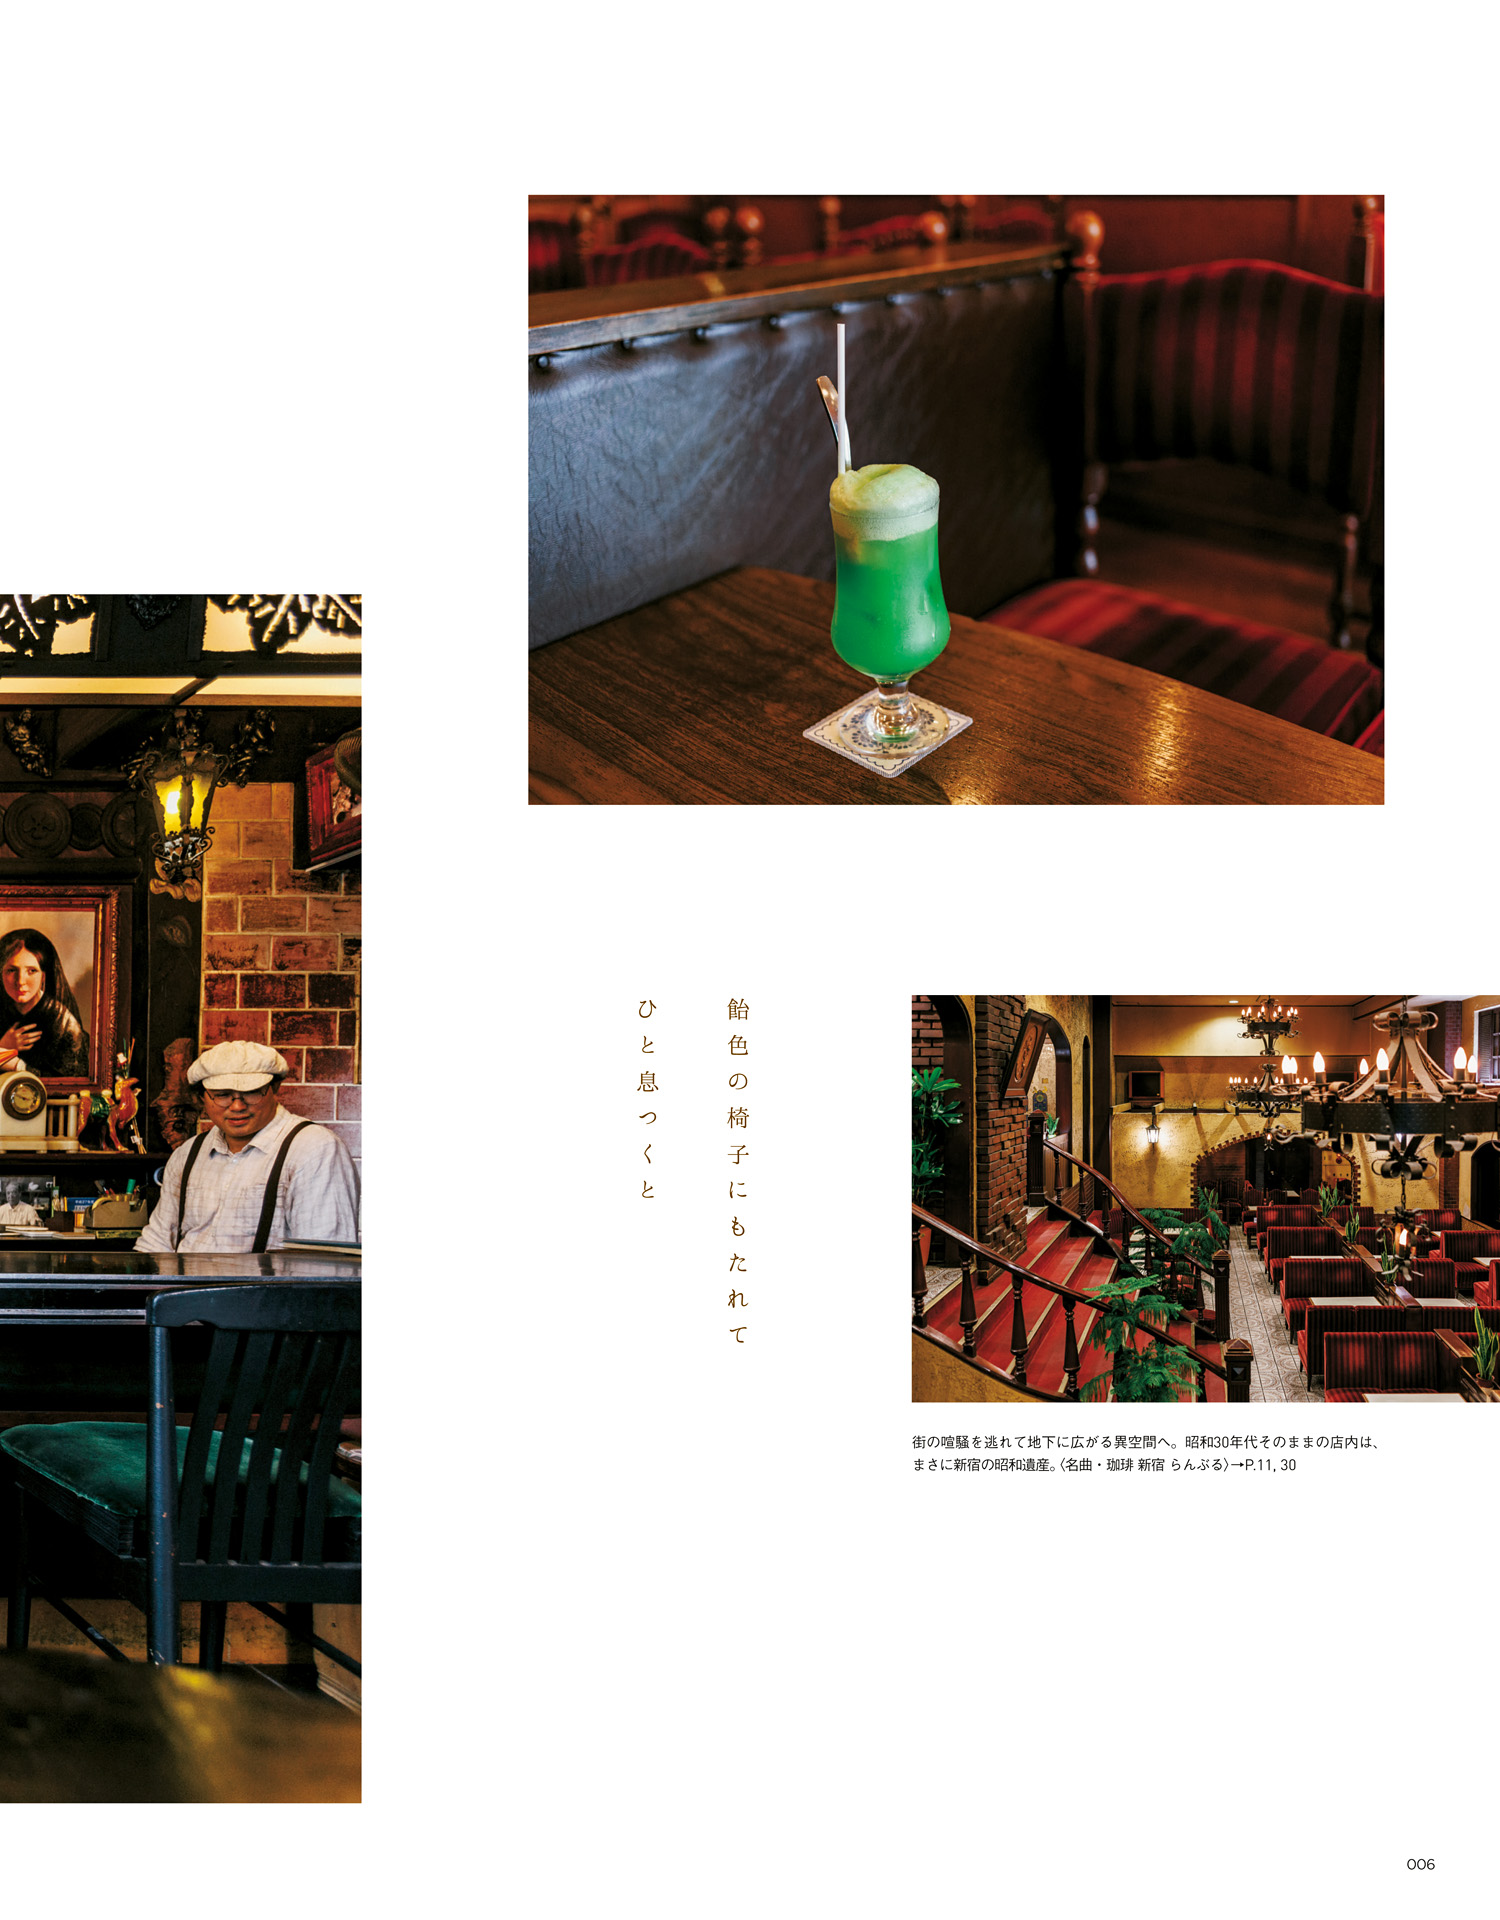 飴色の椅子にもたれて
ひと息つくと
街の喧騒を逃れて地下に広がる異空間へ。昭和30年代そのままの店内は、
まさに新宿の昭和遺産。〈名曲・珈琲 新宿 らんぶる〉→P.11, 30
006